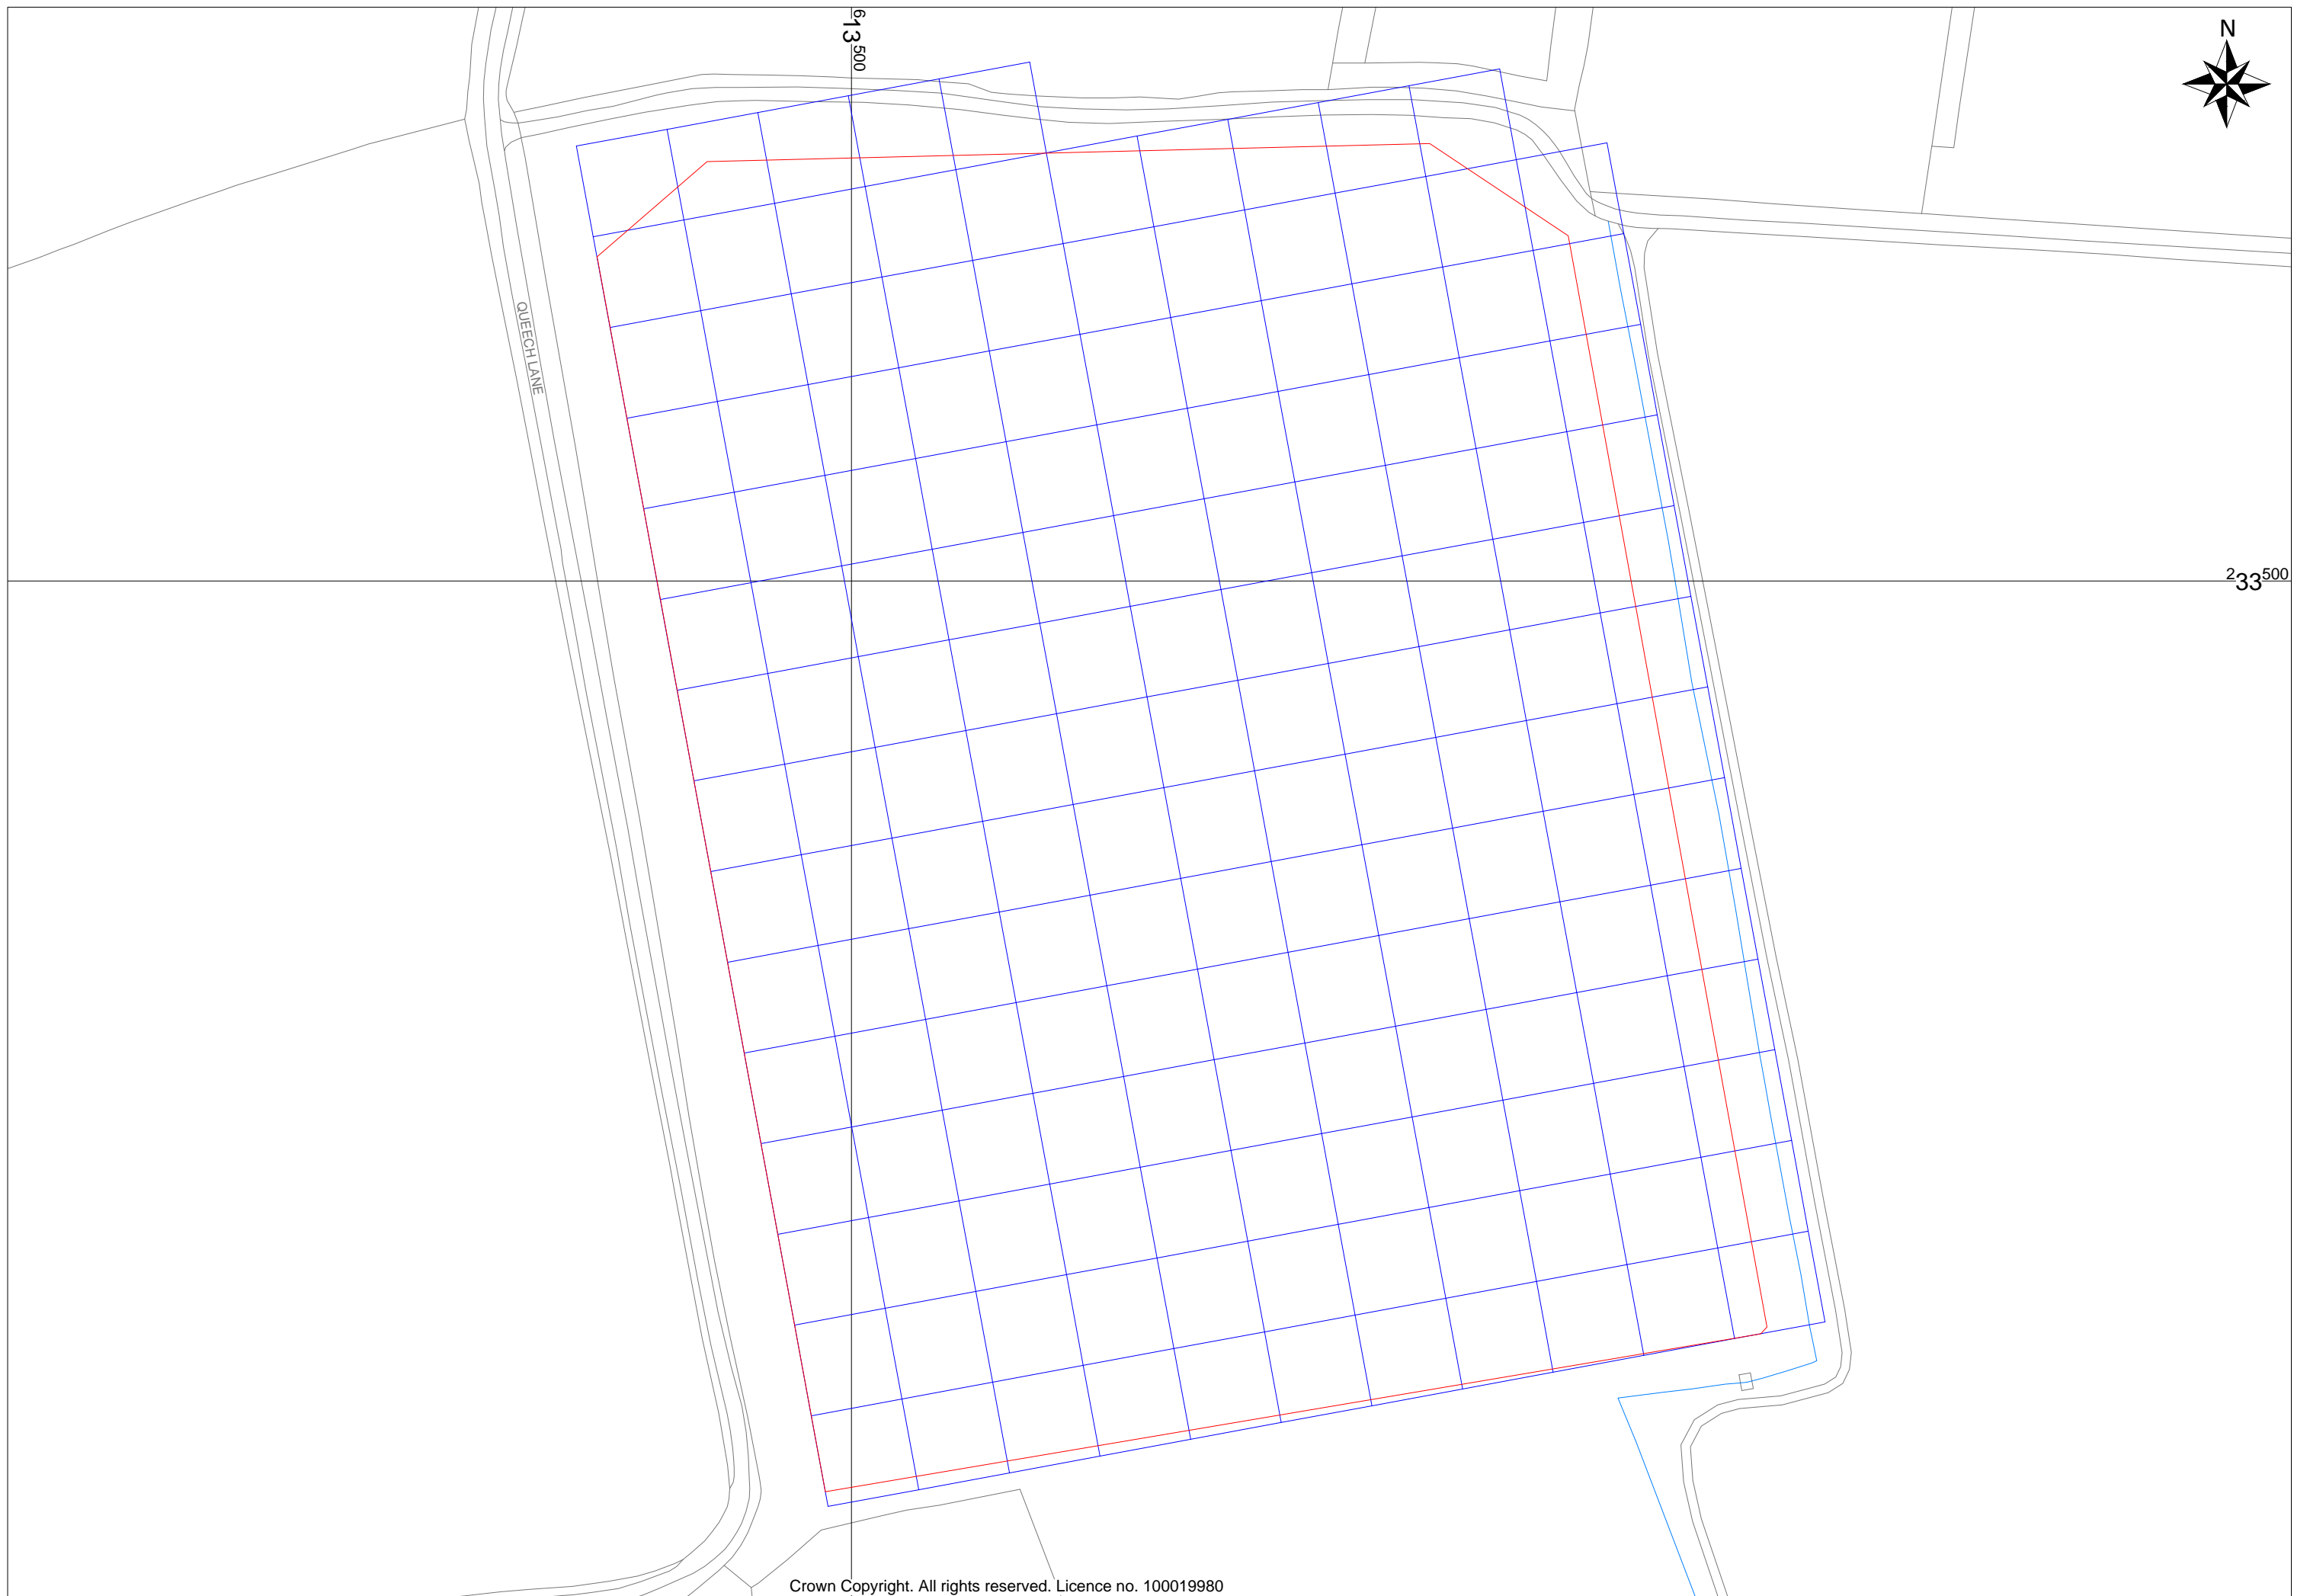 613500
N
QUEECH LANE
233500
Crown Copyright. All rights reserved. Licence no. 100019980